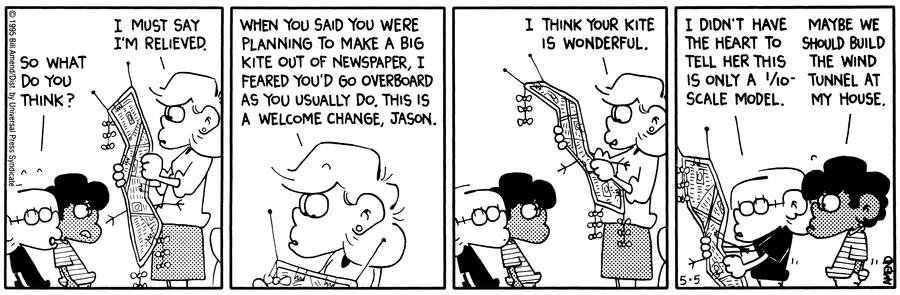 © 1995 Bill Amend/Dist. by Universal Press Syndicate
SO WHAT
DO YOU
THINK?
I MUST SAY
I'M RELIEVED.
WHEN YOU SAID YOU WERE
PLANNING TO MAKE A BIG
KITE OUT OF NEWSPAPER, I
FEARED YOU'D GO OVERBOARD
AS YOU USUALLY DO. THIS IS
A WELCOME CHANGE, JASON.
I THINK YOUR KITE
IS WONDERFUL.
I DIDN'T HAVE
THE HEART TO
TELL HER THIS
IS ONLY A 1/10-
SCALE MODEL.
MAYBE WE
SHOULD BUILD
THE WIND
TUNNEL AT
MY HOUSE.
5·5
AMEND